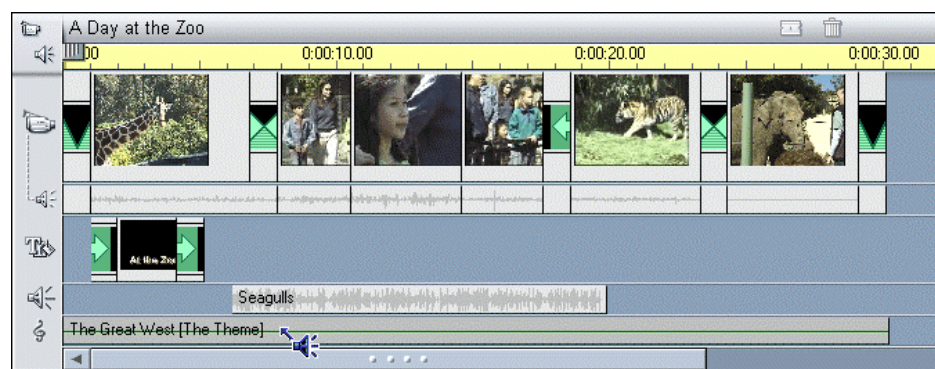 A Day at the Zoo
00 0:00:10.00 0:00:20.00 0:00:30.00
T
At the Zoo
Seagulls
The Great West [The Theme]